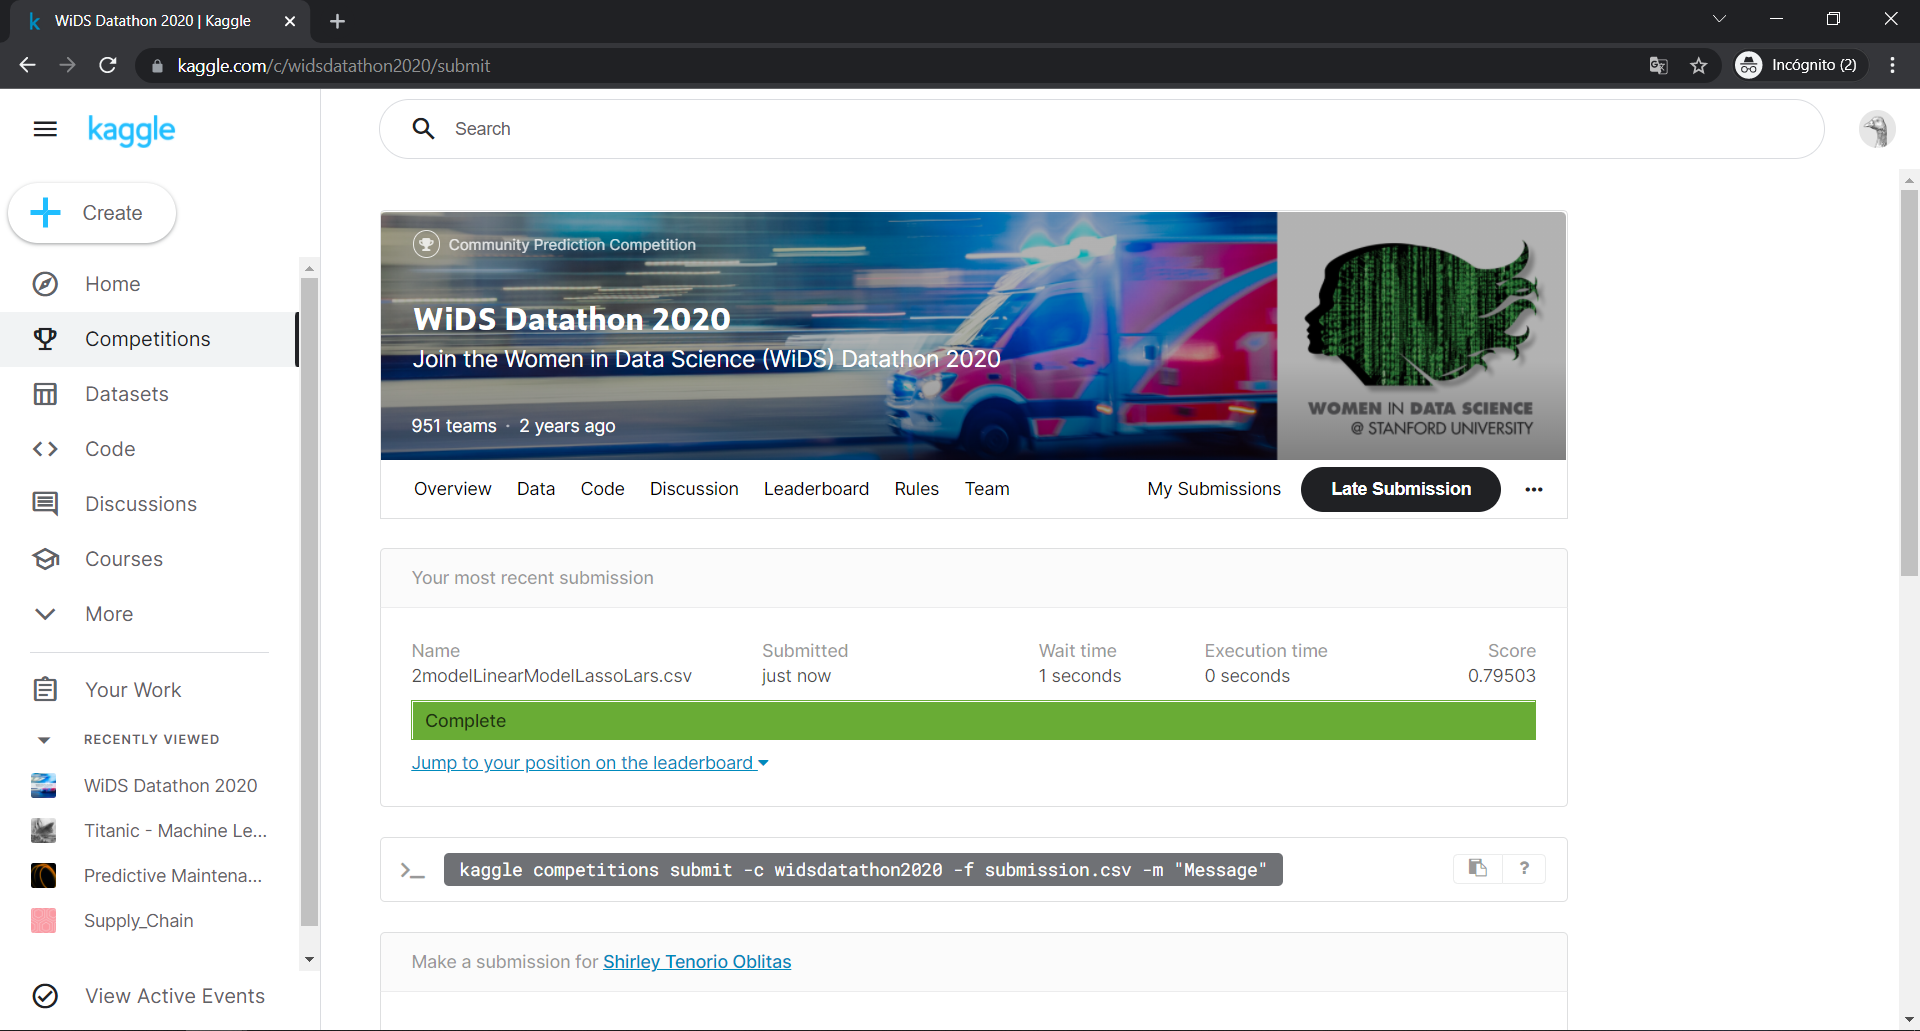 WiDS Datathon 2020 | Kaggle
kaggle.com/c/widsdatathon2020/submit
Incógnito (2)
kaggle
Search
Create
Home
Competitions
Datasets
Code
Discussions
Courses
More
Your Work
RECENTLY VIEWED
WiDS Datathon 2020
Titanic - Machine Le...
Predictive Maintena...
Supply_Chain
View Active Events
Community Prediction Competition
WiDS Datathon 2020
Join the Women in Data Science (WiDS) Datathon 2020
951 teams · 2 years ago
WOMEN IN DATA SCIENCE
@ STANFORD UNIVERSITY
Overview Data Code Discussion Leaderboard Rules Team My Submissions Late Submission
Your most recent submission
Name Submitted Wait time Execution time Score
2modelLinearModelLassoLars.csv just now 1 seconds 0 seconds 0.79503
Complete
Jump to your position on the leaderboard
>_ kaggle competitions submit -c widsdatathon2020 -f submission.csv -m "Message" ?
Make a submission for Shirley Tenorio Oblitas